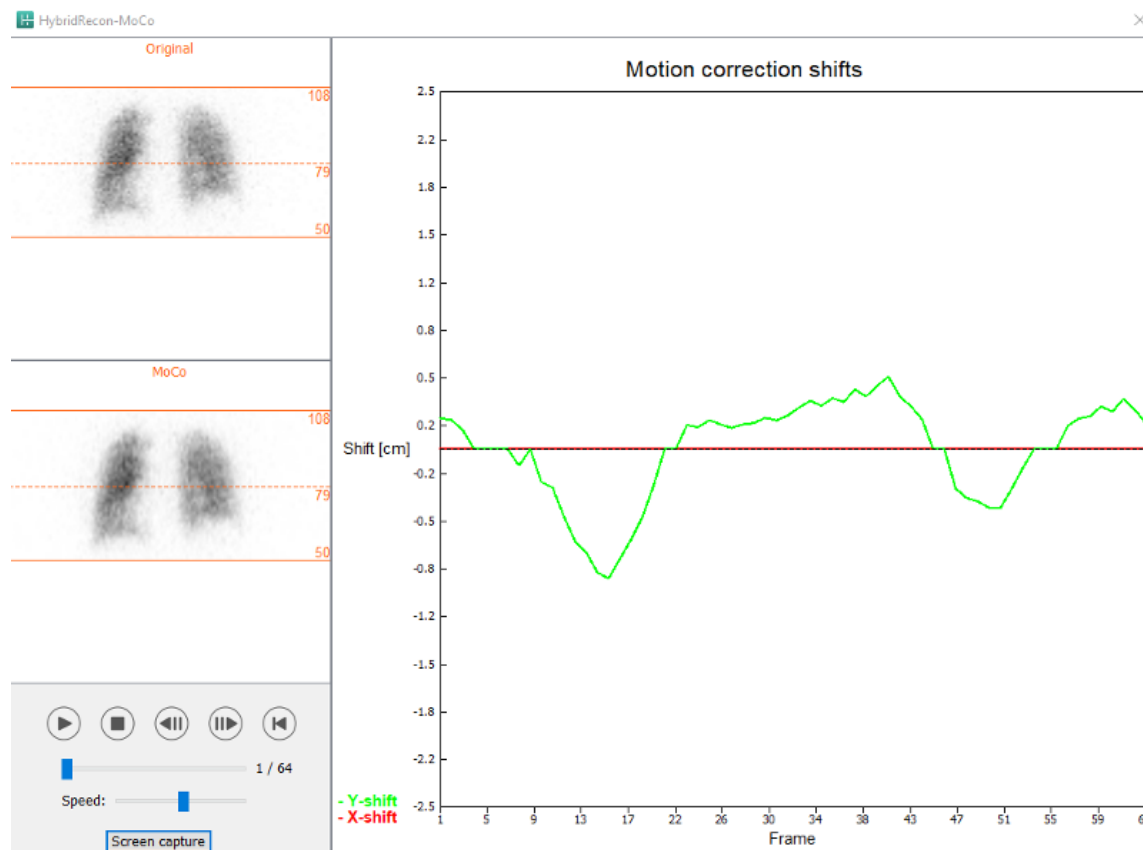 HybridRecon-MoCo
Original
108
79
50
MoCo
108
79
50
1 / 64
Speed:
Screen capture
Motion correction shifts
2.5
2.2
1.8
1.5
1.2
0.8
0.5
0.2
Shift [cm]
-0.2
-0.5
-0.8
-1.2
-1.5
-1.8
-2.2
-2.5
- Y-shift
- X-shift
1 5 9 13 17 22 26 30 34 38 43 47 51 55 59
Frame